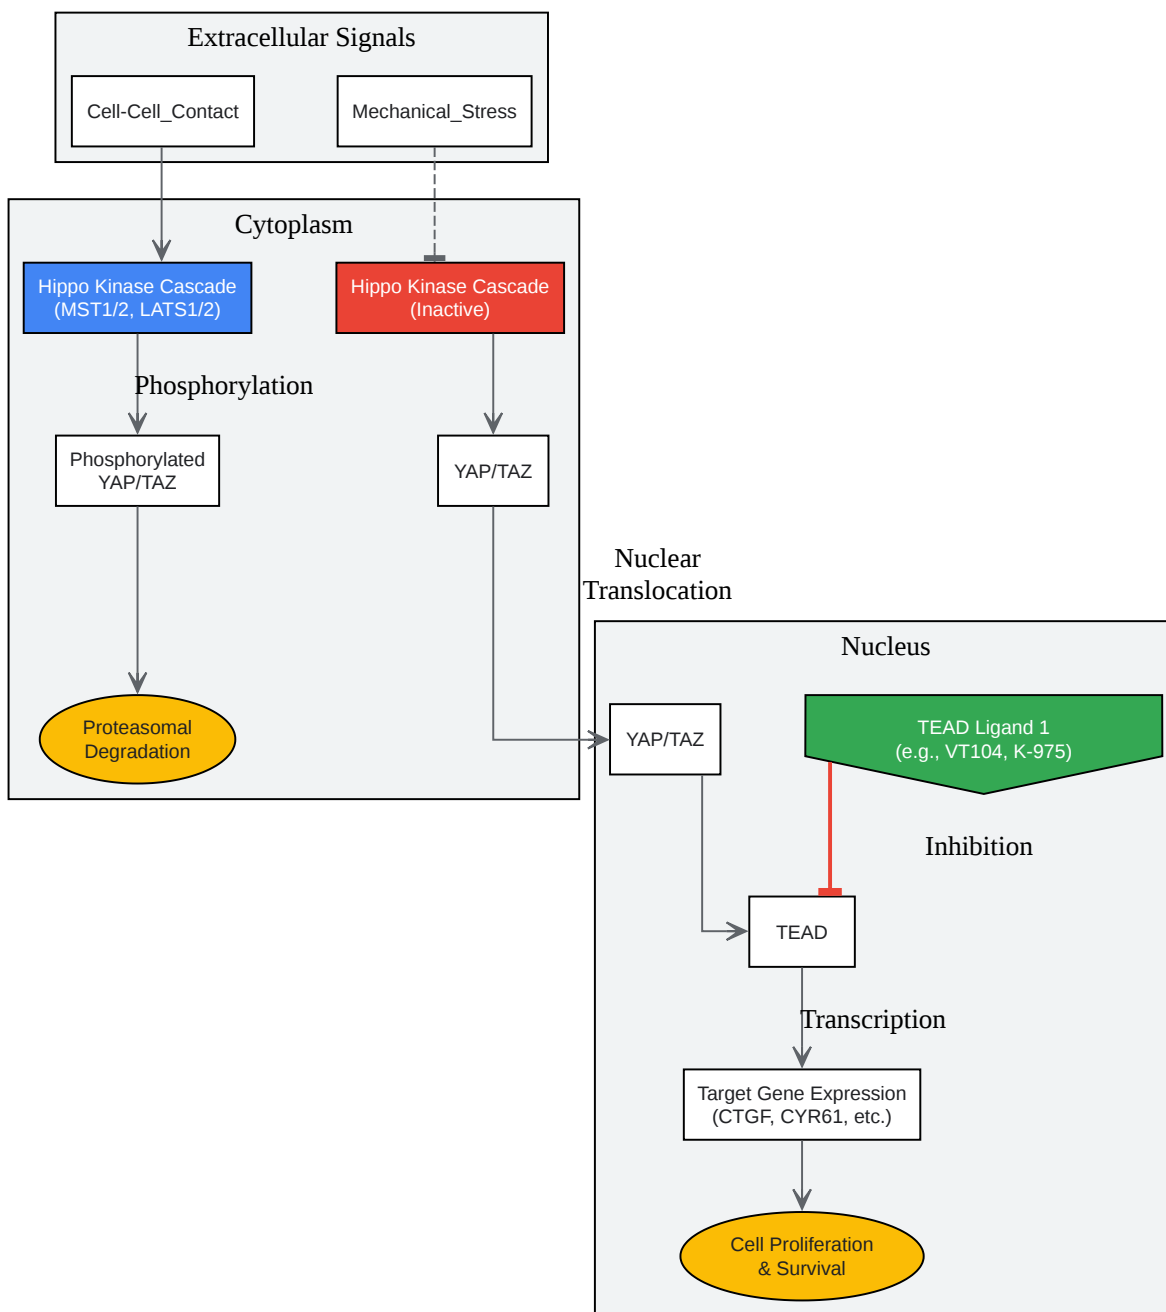 Extracellular Signals
Cell-Cell_Contact
Mechanical_Stress
Cytoplasm
Hippo Kinase Cascade
(MST1/2, LATS1/2)
Hippo Kinase Cascade
(Inactive)
Phosphorylation
Phosphorylated
YAP/TAZ
YAP/TAZ
Nuclear
Translocation
Nucleus
Proteasomal
Degradation
YAP/TAZ
TEAD Ligand 1
(e.g., VT104, K-975)
Inhibition
TEAD
Transcription
Target Gene Expression
(CTGF, CYR61, etc.)
Cell Proliferation
& Survival